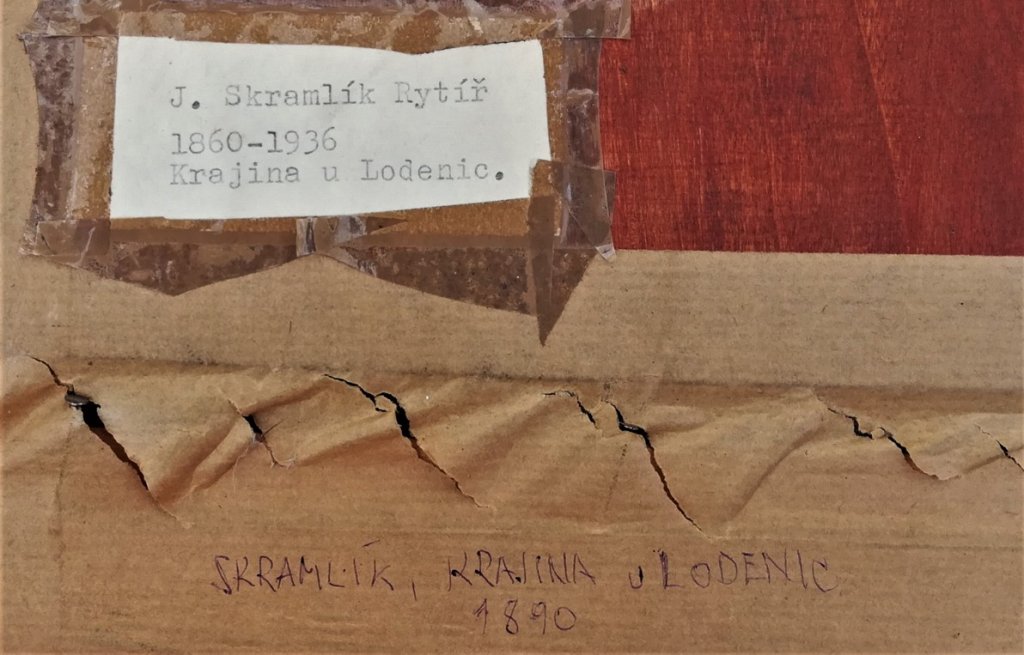 J. Skramlík Rytíř
1860-1936
Krajina u Lodenic.
SKRAMLÍK, KRAJINA u LODENIC
1890